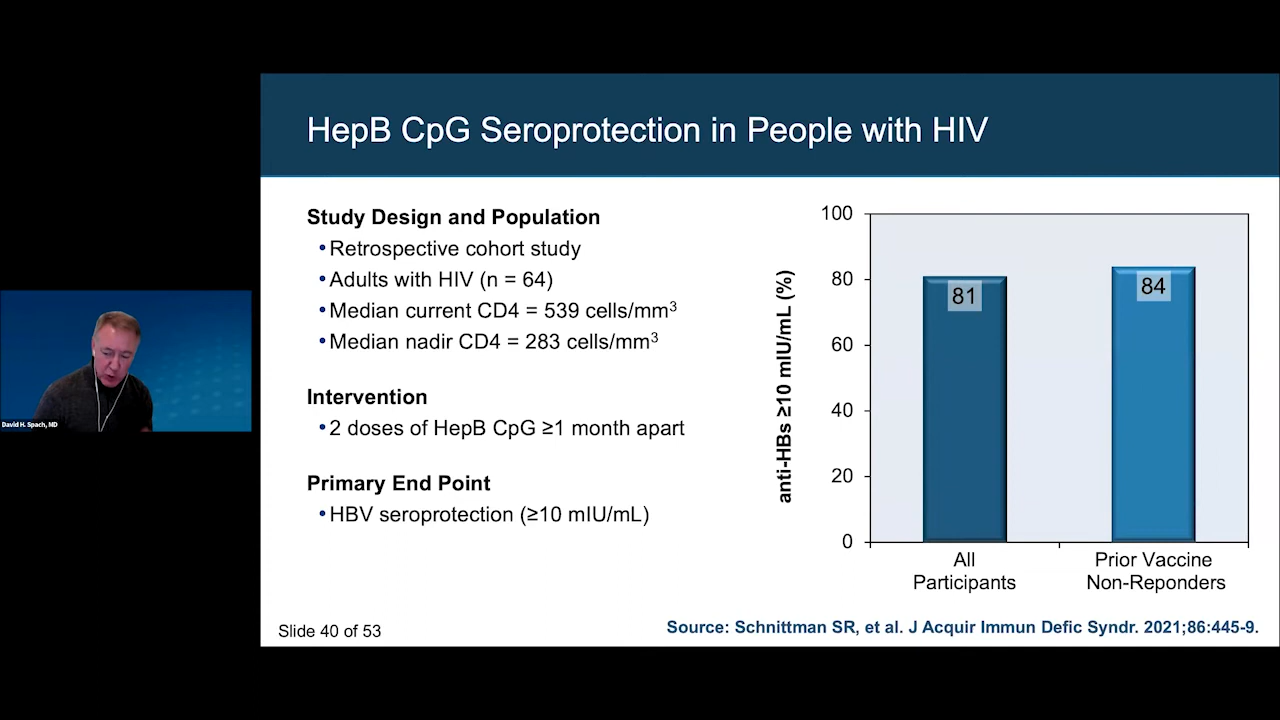 HepB CpG Seroprotection in People with HIV
Study Design and Population
•Retrospective cohort study
•Adults with HIV (n = 64)
•Median current CD4 = 539 cells/mm³
•Median nadir CD4 = 283 cells/mm³
Intervention
•2 doses of HepB CpG ≥1 month apart
Primary End Point
•HBV seroprotection (≥10 mIU/mL)
anti-HBs ≥10 mIU/mL (%)
100
80
60
40
20
0
81
84
All
Participants
Prior Vaccine
Non-Reponders
David H. Spach, MD
Slide 40 of 53
Source: Schnittman SR, et al. J Acquir Immun Defic Syndr. 2021;86:445-9.